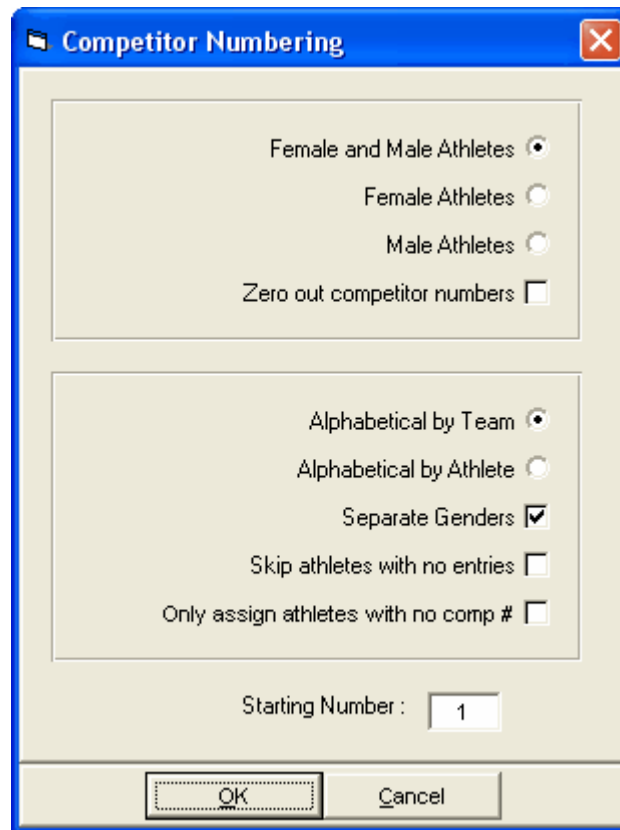 Competitor Numbering
Female and Male Athletes
Female Athletes
Male Athletes
Zero out competitor numbers
Alphabetical by Team
Alphabetical by Athlete
Separate Genders
Skip athletes with no entries
Only assign athletes with no comp #
Starting Number : 1
OK Cancel